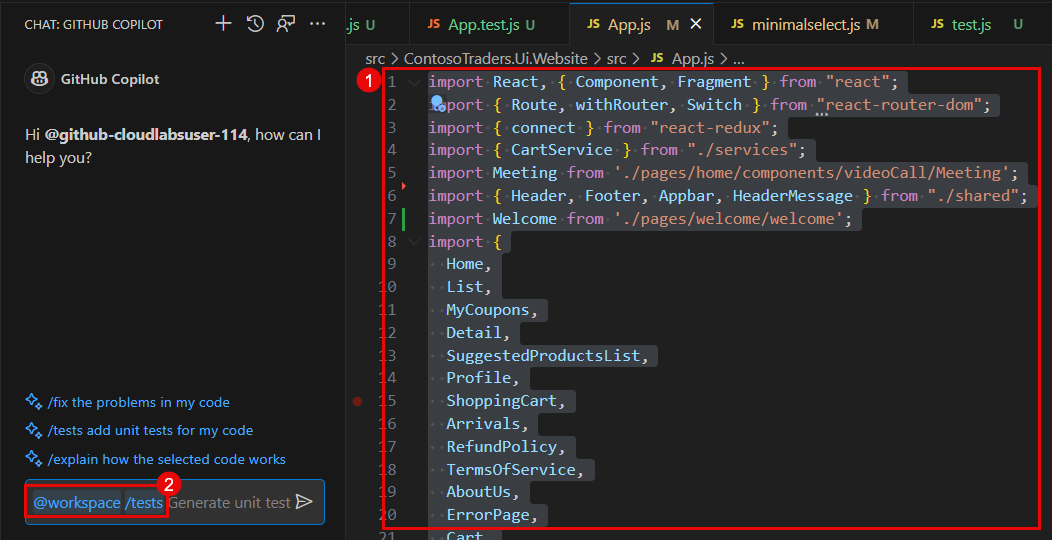 CHAT: GITHUB COPILOT
GitHub Copilot
Hi @github-cloudlabsuser-114, how can I
help you?
/fix the problems in my code
/tests add unit tests for my code
/explain how the selected code works
2
@workspace /tests Generate unit test
.js U
JS App.test.js U
JS App.js M
JS minimalselect.js M
JS test.js U
src > ContosoTraders.Ui.Website > src > JS App.js > ...
1
1 import React, { Component, Fragment } from "react";
2 import { Route, withRouter, Switch } from "react-router-dom";
3 import { connect } from "react-redux";
4 import { CartService } from "./services";
5 import Meeting from './pages/home/components/videoCall/Meeting';
6 import { Header, Footer, Appbar, HeaderMessage } from "./shared";
7 import Welcome from './pages/welcome/welcome';
8 import {
9 Home,
10 List,
11 MyCoupons,
12 Detail,
13 SuggestedProductsList,
14 Profile,
15 ShoppingCart,
16 Arrivals,
17 RefundPolicy,
18 TermsOfService,
19 AboutUs,
20 ErrorPage,
21 Cart